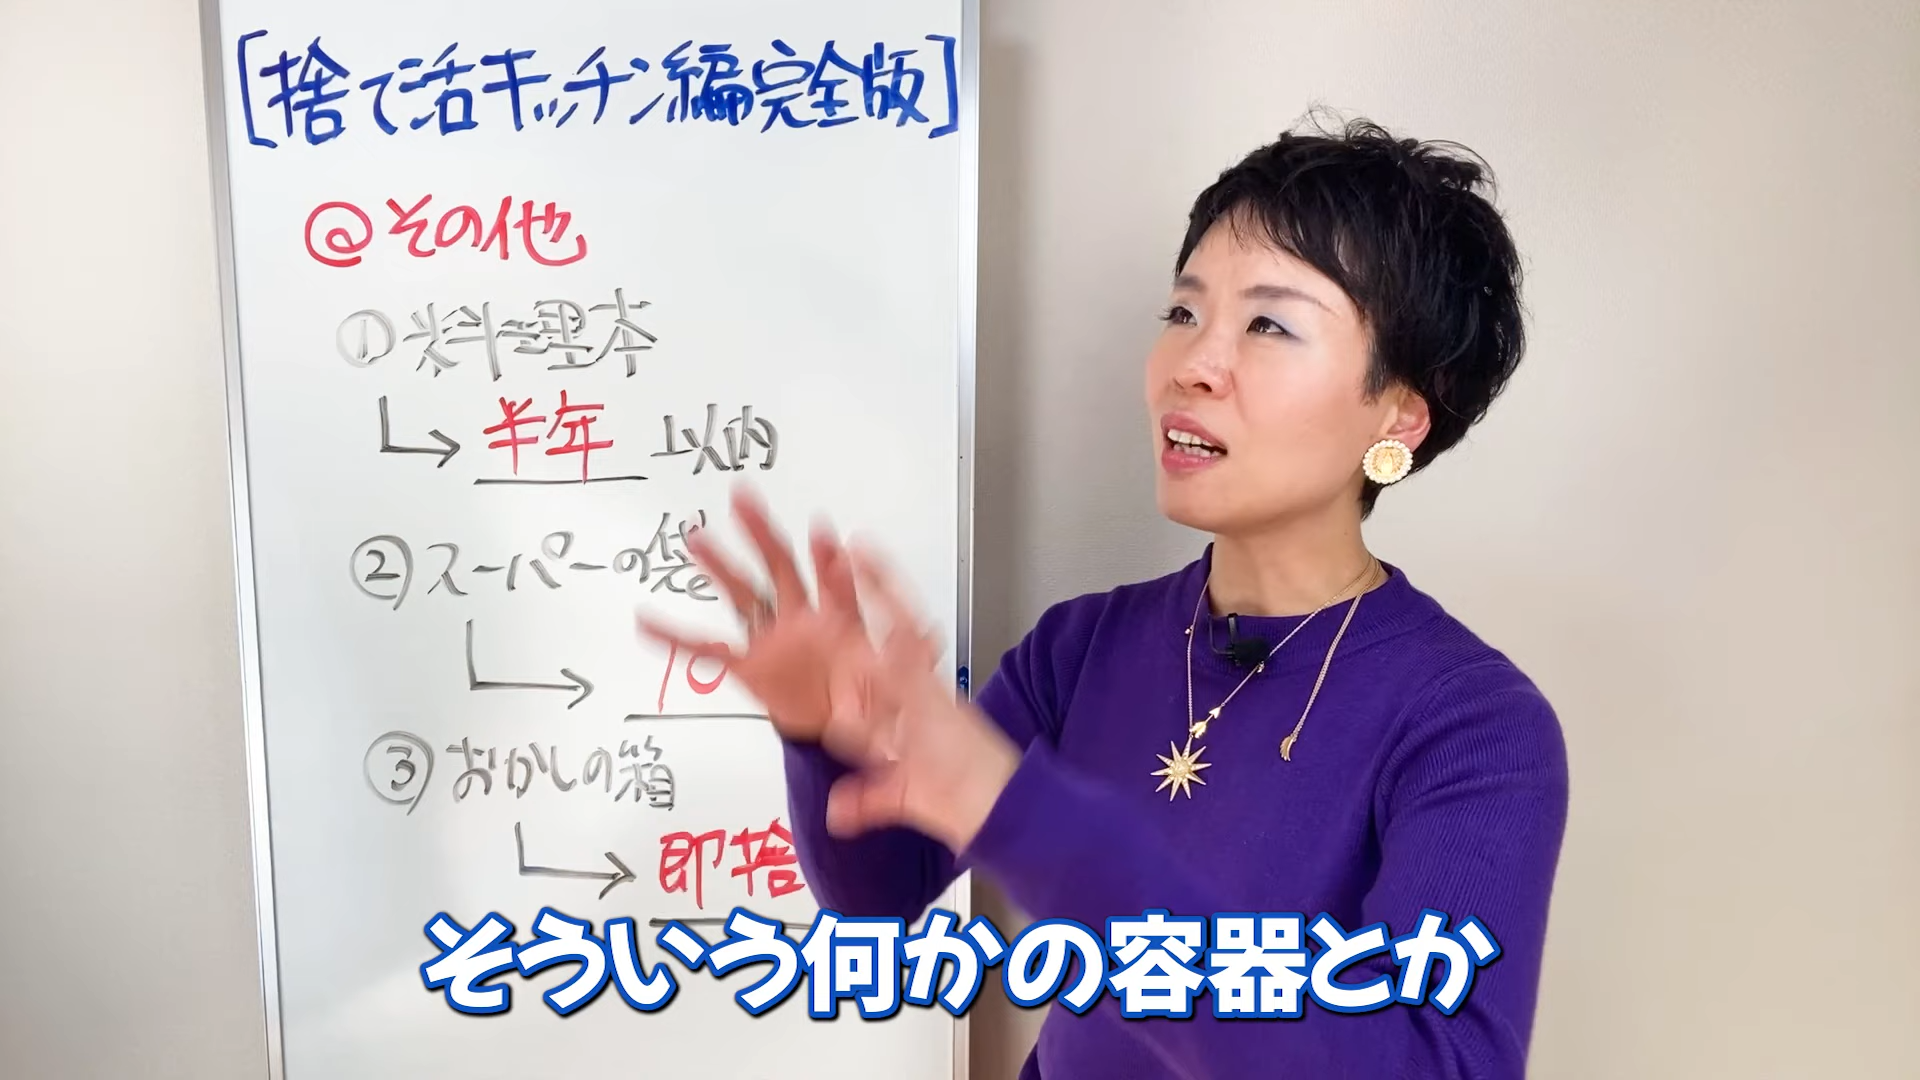 [捨て活キッチン編完全版]
@その他
①料理本
半年以内
②スーパーの袋
10
③おかしの箱
即捨
そういう何かの容器とか